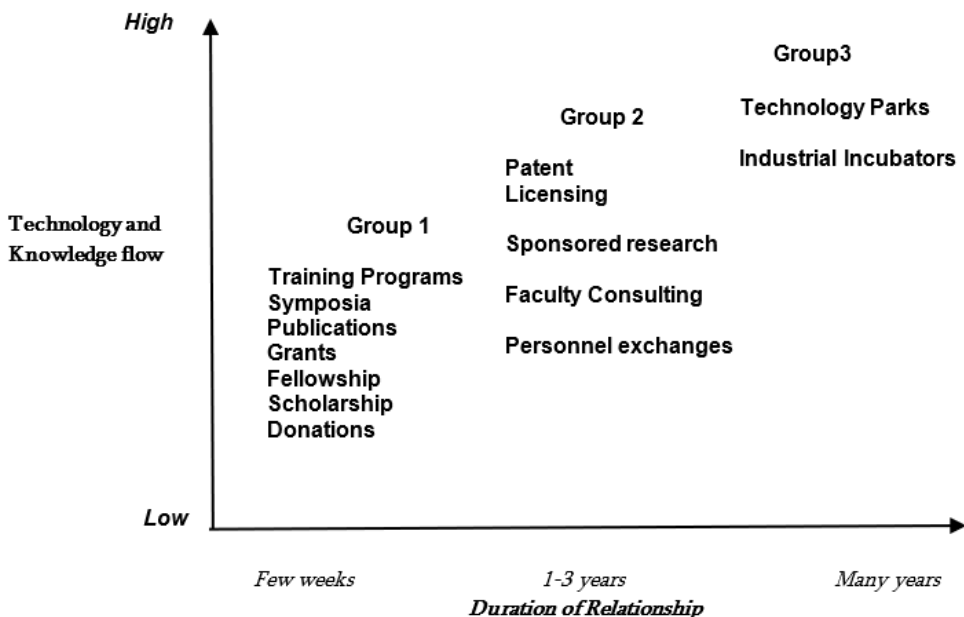 High
Group3
Technology Parks
Group 2
Industrial Incubators
Patent
Licensing
Technology and
Knowledge flow
Group 1
Sponsored research
Training Programs
Symposia
Publications
Grants
Fellowship
Scholarship
Donations
Faculty Consulting
Personnel exchanges
Low
Few weeks
1-3 years
Many years
Duration of Relationship